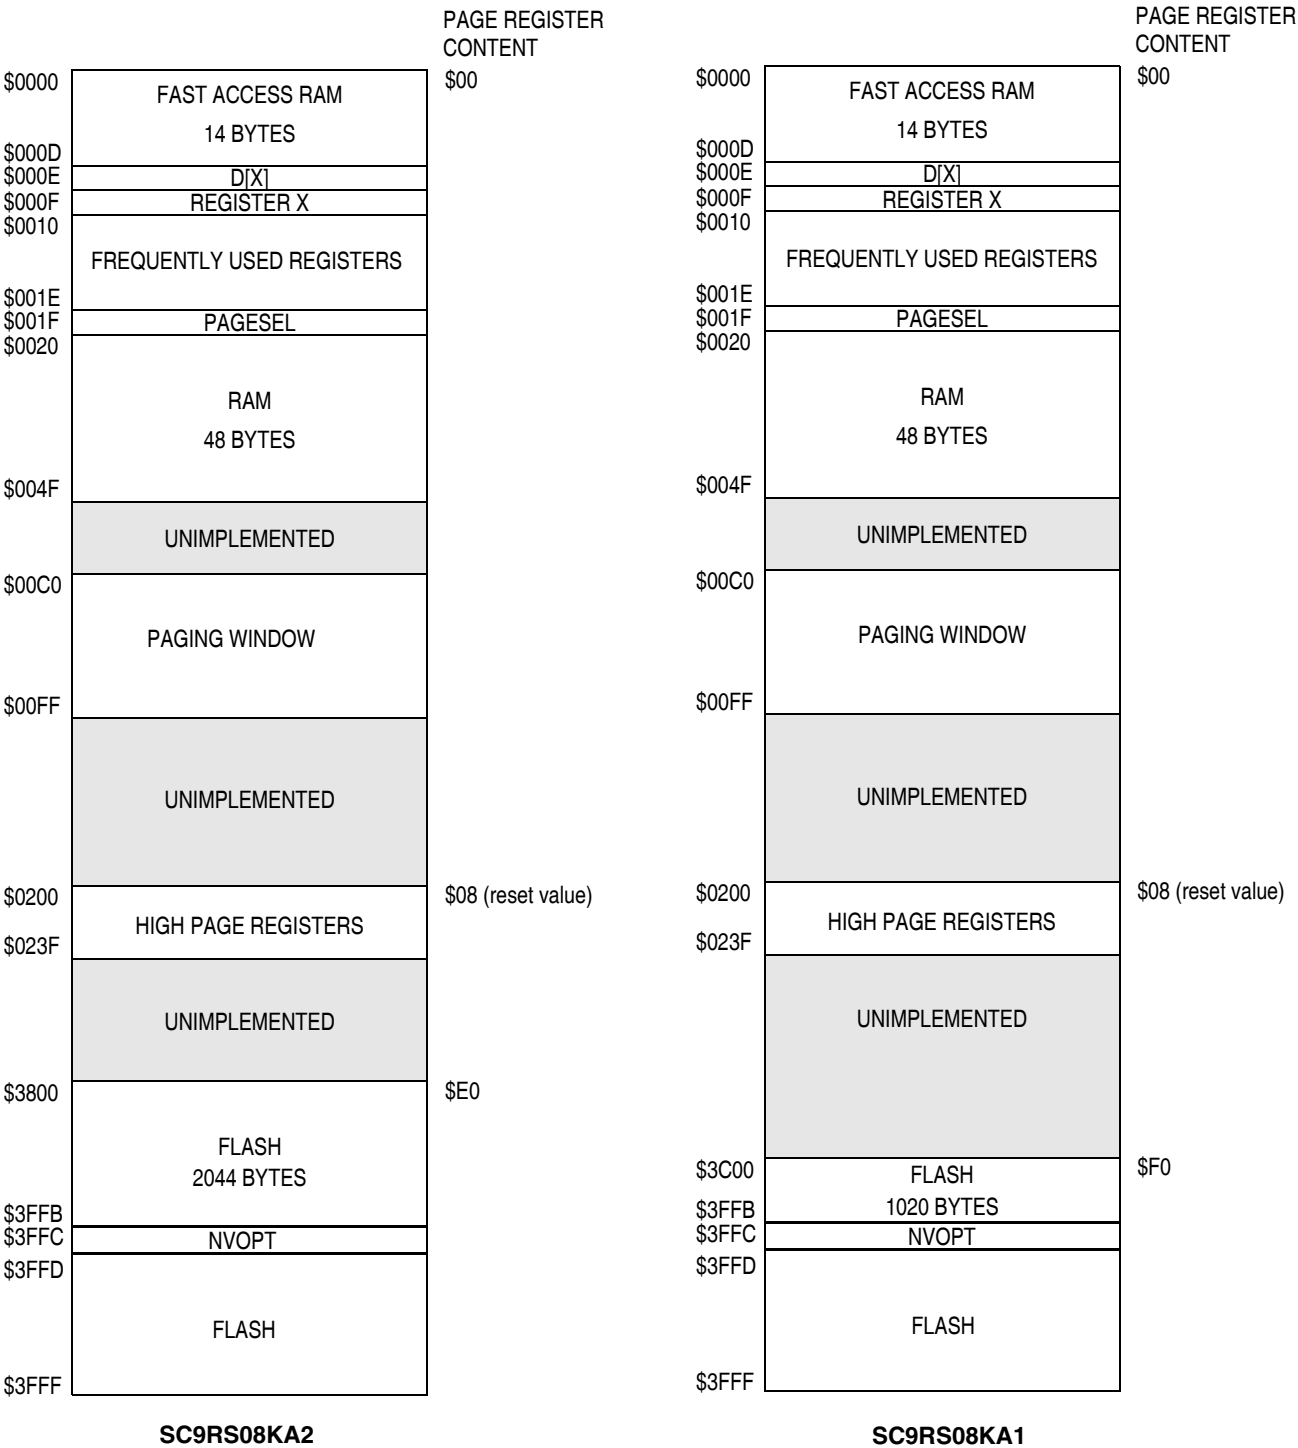 PAGE REGISTER
CONTENT
$0000
FAST ACCESS RAM
$00
14 BYTES
$000D
$000E
D[X]
$000F
REGISTER X
$0010
FREQUENTLY USED REGISTERS
$001E
$001F
PAGESEL
$0020
RAM
48 BYTES
$004F
UNIMPLEMENTED
$00C0
PAGING WINDOW
$00FF
UNIMPLEMENTED
$0200
$08 (reset value)
HIGH PAGE REGISTERS
$023F
UNIMPLEMENTED
$3800
$E0
FLASH
2044 BYTES
$3FFB
$3FFC
NVOPT
$3FFD
FLASH
$3FFF
SC9RS08KA2
PAGE REGISTER
CONTENT
$0000
FAST ACCESS RAM
$00
14 BYTES
$000D
$000E
D[X]
$000F
REGISTER X
$0010
FREQUENTLY USED REGISTERS
$001E
$001F
PAGESEL
$0020
RAM
48 BYTES
$004F
UNIMPLEMENTED
$00C0
PAGING WINDOW
$00FF
UNIMPLEMENTED
$0200
$08 (reset value)
HIGH PAGE REGISTERS
$023F
UNIMPLEMENTED
$3C00
$F0
FLASH
1020 BYTES
$3FFB
$3FFC
NVOPT
$3FFD
FLASH
$3FFF
SC9RS08KA1